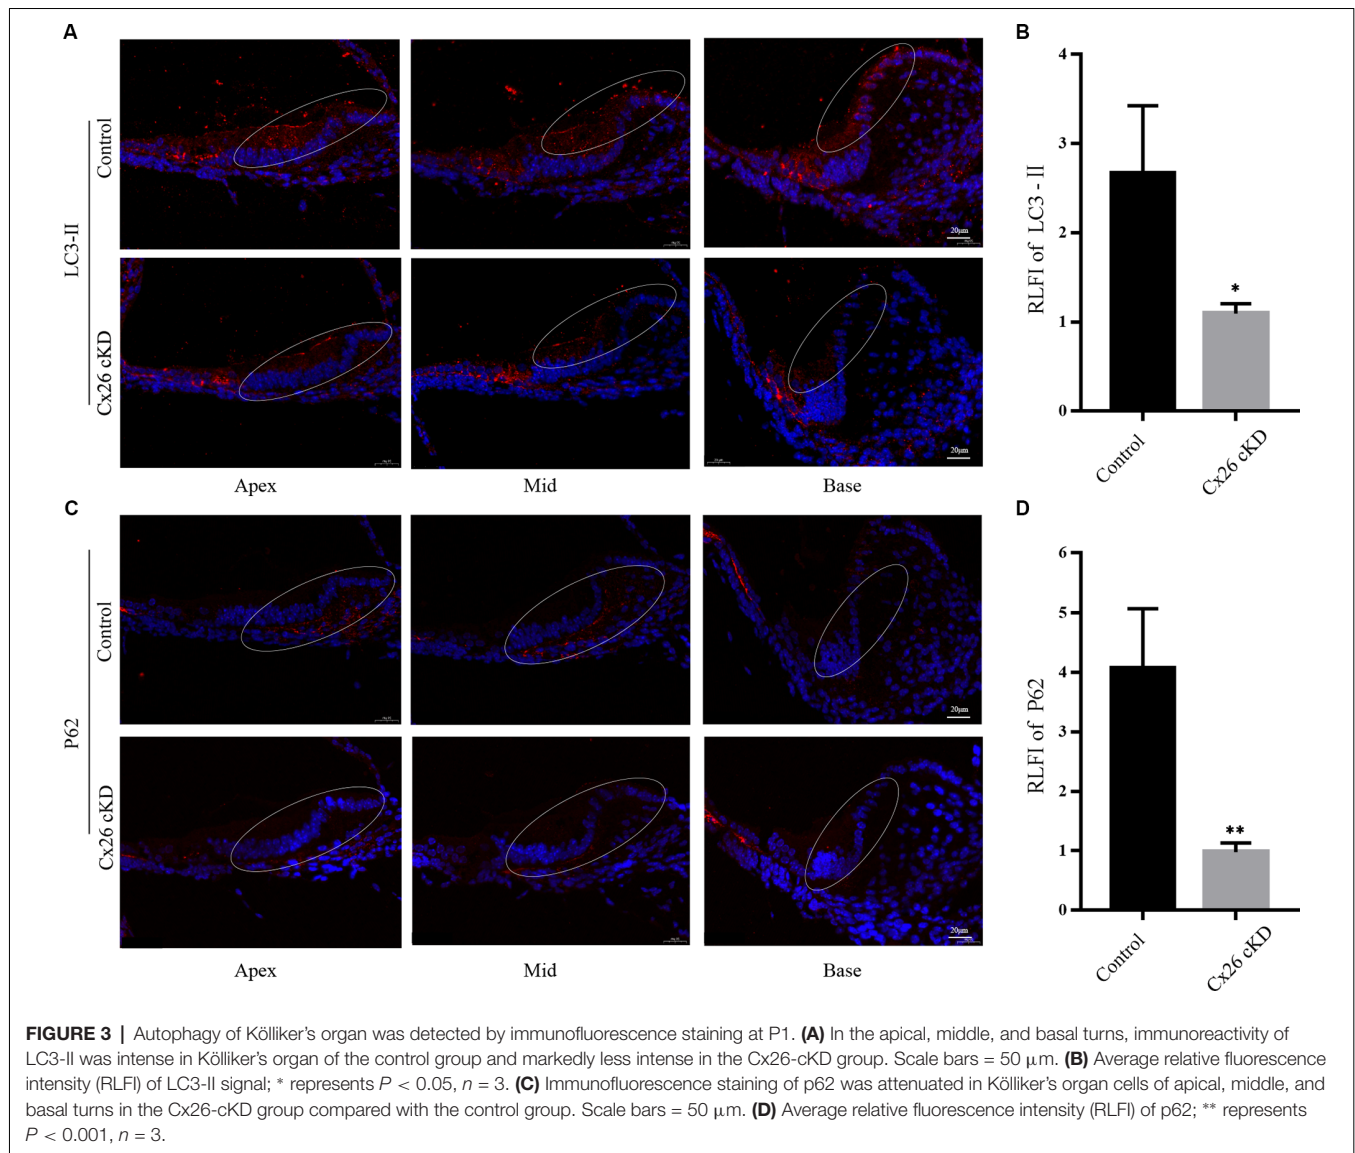 A
B
Control
Cx26 cKD
LC3-II
20μm
20μm
Apex
Mid
Base
RLFI of LC3 - II
4
3
2
1
0
*
Control
Cx26 cKD
C
D
Control
Cx26 cKD
P62
20μm
20μm
Apex
Mid
Base
RLFI of P62
6
5
4
3
2
1
0
**
Control
Cx26 cKD
FIGURE 3 | Autophagy of Kölliker's organ was detected by immunofluorescence staining at P1. (A) In the apical, middle, and basal turns, immunoreactivity of
LC3-II was intense in Kölliker's organ of the control group and markedly less intense in the Cx26-cKD group. Scale bars = 50 μm. (B) Average relative fluorescence
intensity (RLFI) of LC3-II signal; * represents P < 0.05, n = 3. (C) Immunofluorescence staining of p62 was attenuated in Kölliker's organ cells of apical, middle, and
basal turns in the Cx26-cKD group compared with the control group. Scale bars = 50 μm. (D) Average relative fluorescence intensity (RLFI) of p62; ** represents
P < 0.001, n = 3.